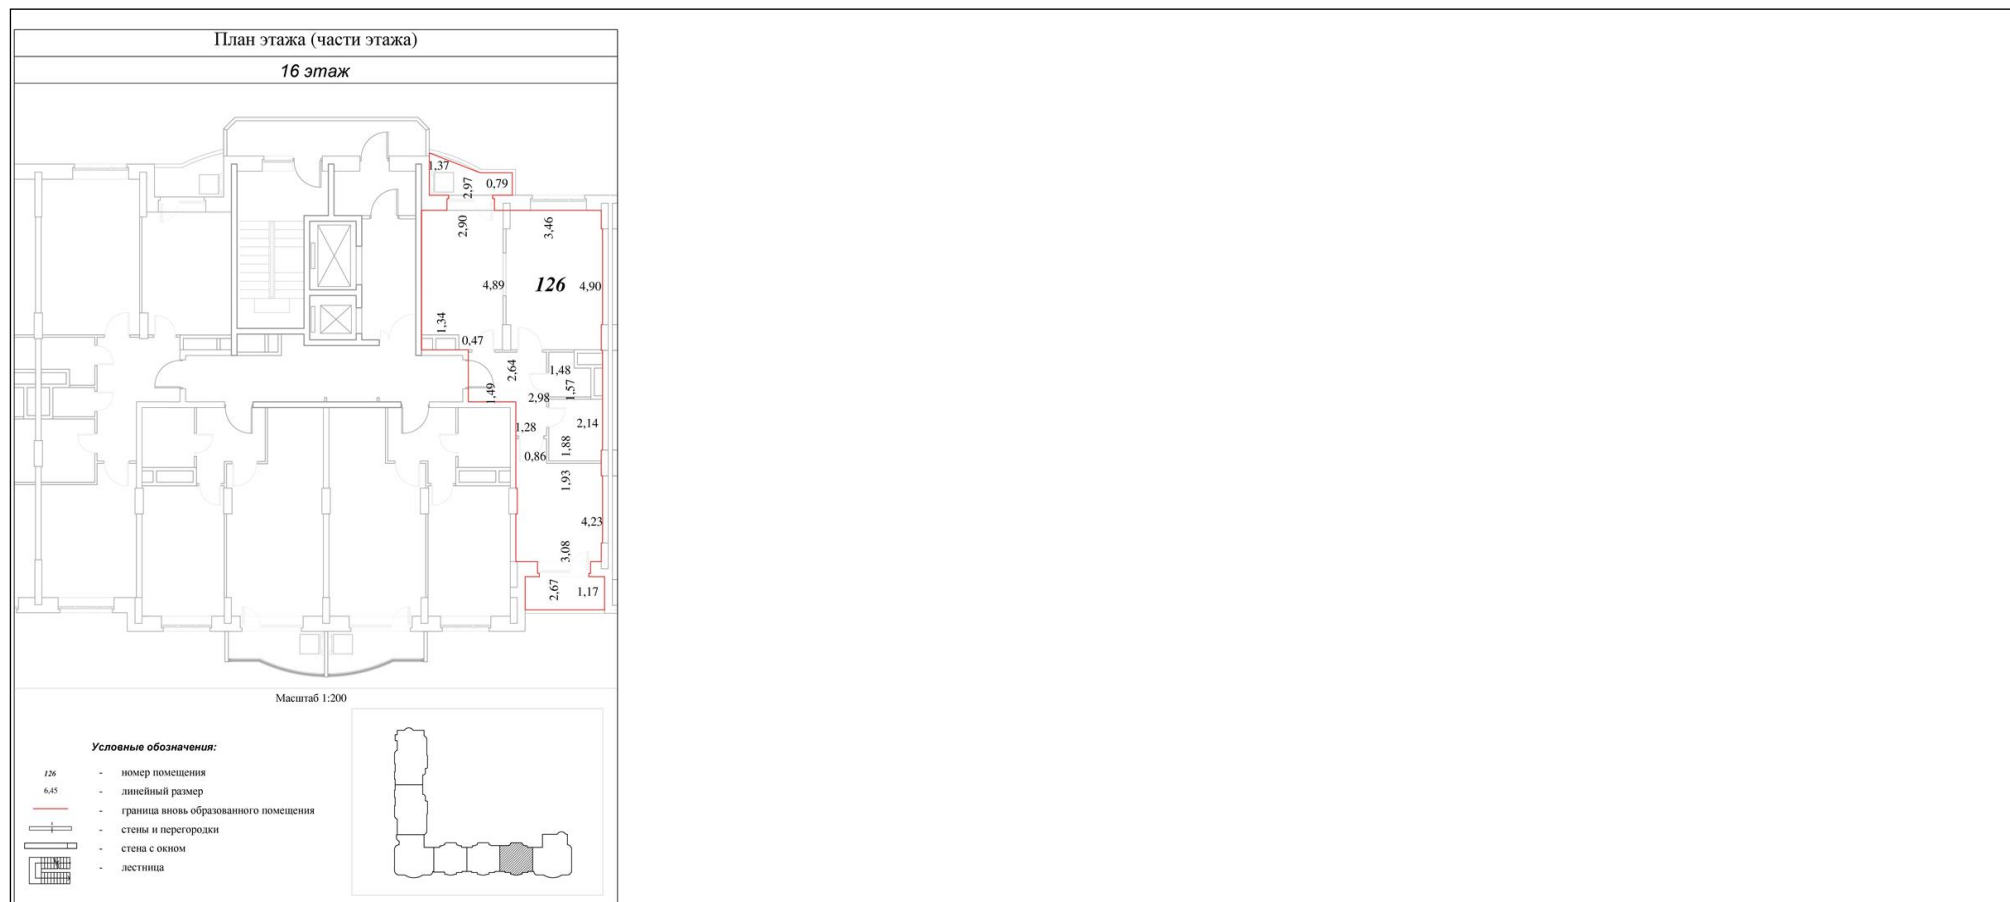 План этажа (части этажа)
16 этаж
1,37
2,97
0,79
2,90
3,46
4,89
126
4,90
1,34
0,47
2,64
1,48
1,49
2,98
1,57
1,28
2,14
0,86
1,88
1,93
4,23
3,08
2,67
1,17
Масштаб 1:200
Условные обозначения:
126 - номер помещения
6,45 - линейный размер
- граница вновь образованного помещения
- стены и перегородки
- стена с окном
- лестница